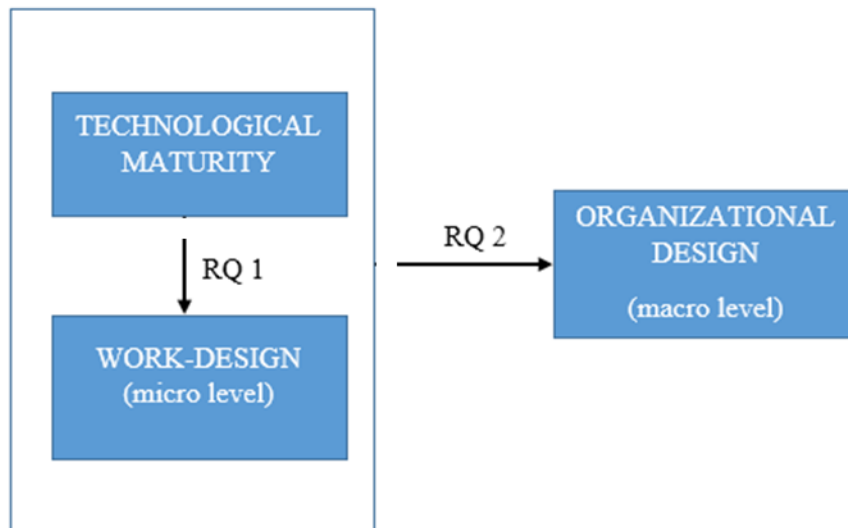 TECHNOLOGICAL
MATURITY
RQ 1
WORK-DESIGN
(micro level)
RQ 2
ORGANIZATIONAL
DESIGN
(macro level)